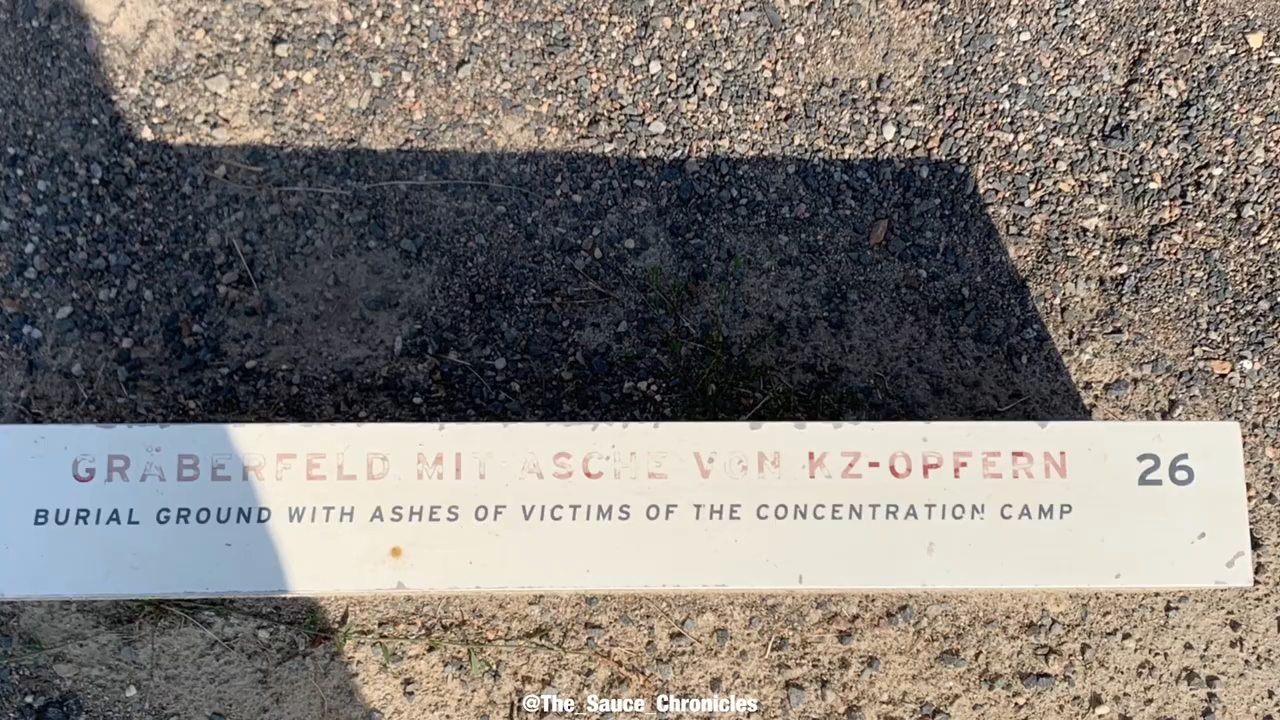 GRÄBERFELD MIT ASCHE VON KZ-OPFERN 26
BURIAL GROUND WITH ASHES OF VICTIMS OF THE CONCENTRATION CAMP
@The_Sauce_Chronicles